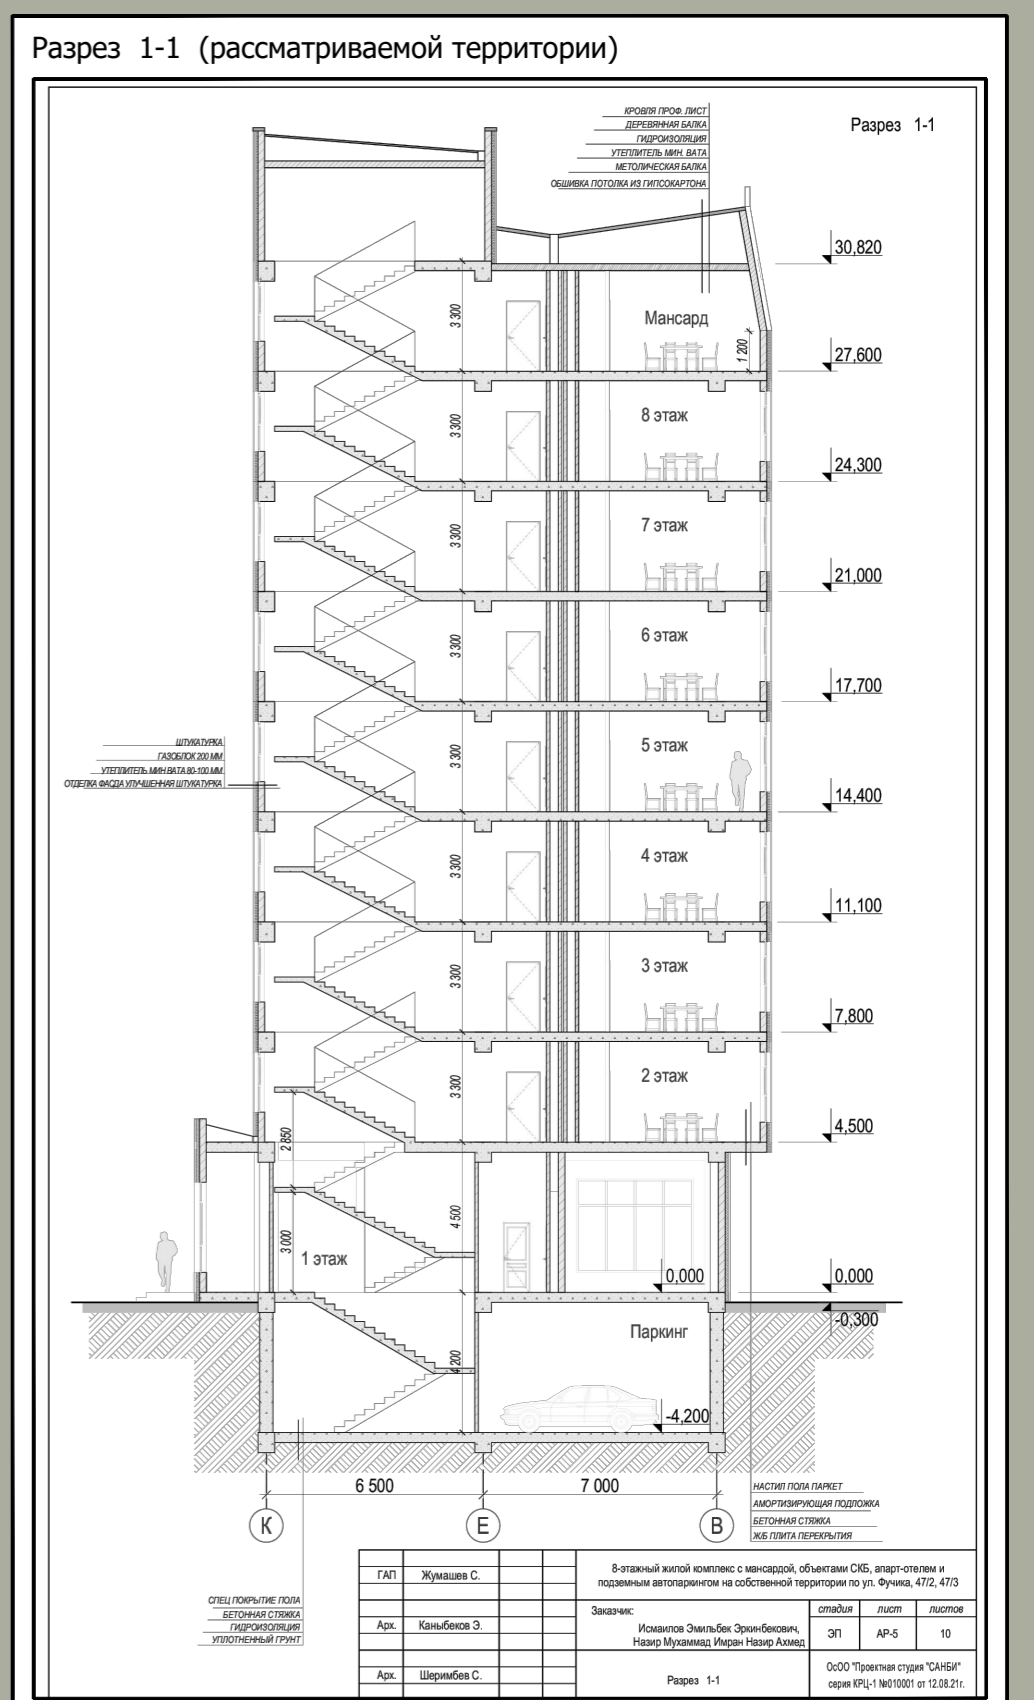 Разрез 1-1 (рассматриваемой территории)
Разрез 1-1
КРОВЛЯ ПРОФ. ЛИСТ
ДЕРЕВЯННАЯ БАЛКА
ГИДРОИЗОЛЯЦИЯ
УТЕПЛИТЕЛЬ МИН. ВАТА
МЕТОЛИЧЕСКАЯ БАЛКА
ОБШИВКА ПОТОЛКА ИЗ ГИПСОКАРТОНА
30,820
3 300
Мансард
1 200
27,600
3 300
8 этаж
24,300
3 300
7 этаж
21,000
3 300
6 этаж
17,700
3 300
5 этаж
ШТУКАТУРКА
ГАЗОБЛОК 200 ММ
УТЕПЛИТЕЛЬ МИН ВАТА 80-100 ММ
ОТДЕЛКА ФАСДА УЛУЧШЕННАЯ ШТУКАТУРКА
14,400
3 300
4 этаж
11,100
3 300
3 этаж
7,800
3 300
2 этаж
4,500
2 850
3 000
4 500
1 этаж
0,000
0,000
-0,300
Паркинг
4 200
-4,200
6 500
7 000
К
Е
В
НАСТИЛ ПОЛА ПАРКЕТ
АМОРТИЗИРУЮЩАЯ ПОДЛОЖКА
БЕТОННАЯ СТЯЖКА
Ж/Б ПЛИТА ПЕРЕКРЫТИЯ
СПЕЦ ПОКРЫТИЕ ПОЛА
БЕТОННАЯ СТЯЖКА
ГИДРОИЗОЛЯЦИЯ
УПЛОТНЕННЫЙ ГРУНТ
ГАП Жумашев С.
Арх. Каныбеков Э.
Арх. Шеримбев С.
8-этажный жилой комплекс с мансардой, объектами СКБ, апарт-отелем и
подземным автопаркингом на собственной территории по ул. Фучика, 47/2, 47/3
Заказчик:
Исмаилов Эмильбек Эркинбекович,
Назир Мухаммад Имран Назир Ахмед
стадия лист листов
ЭП АР-5 10
Разрез 1-1
ОсОО "Проектная студия "САНБИ"
серия КРЦ-1 №010001 от 12.08.21г.